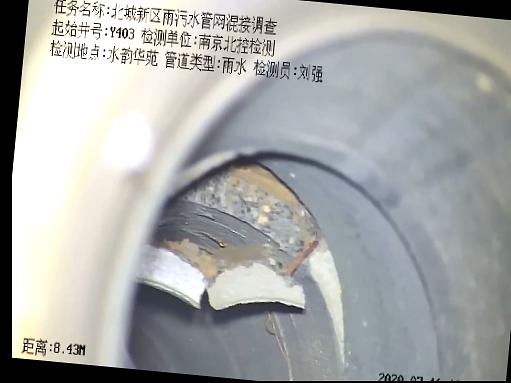 任务名称:北城新区雨污水管网混接调查
起始井号:Y403 检测单位:南京北控检测
检测地点:水韵华苑 管道类型:雨水 检测员:刘强
距离:8.43M